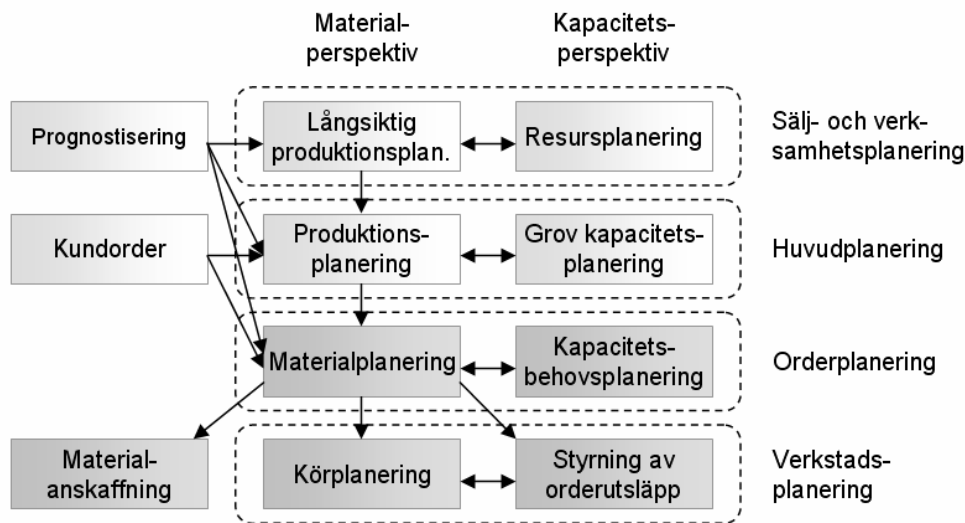 Material-
perspektiv
Kapacitets-
perspektiv
Prognostisering
Långsiktig
produktionsplan.
Resursplanering
Sälj- och verk-
samhetsplanering
Kundorder
Produktions-
planering
Grov kapacitets-
planering
Huvudplanering
Materialplanering
Kapacitets-
behovsplanering
Orderplanering
Material-
anskaffning
Körplanering
Styrning av
orderutsläpp
Verkstads-
planering